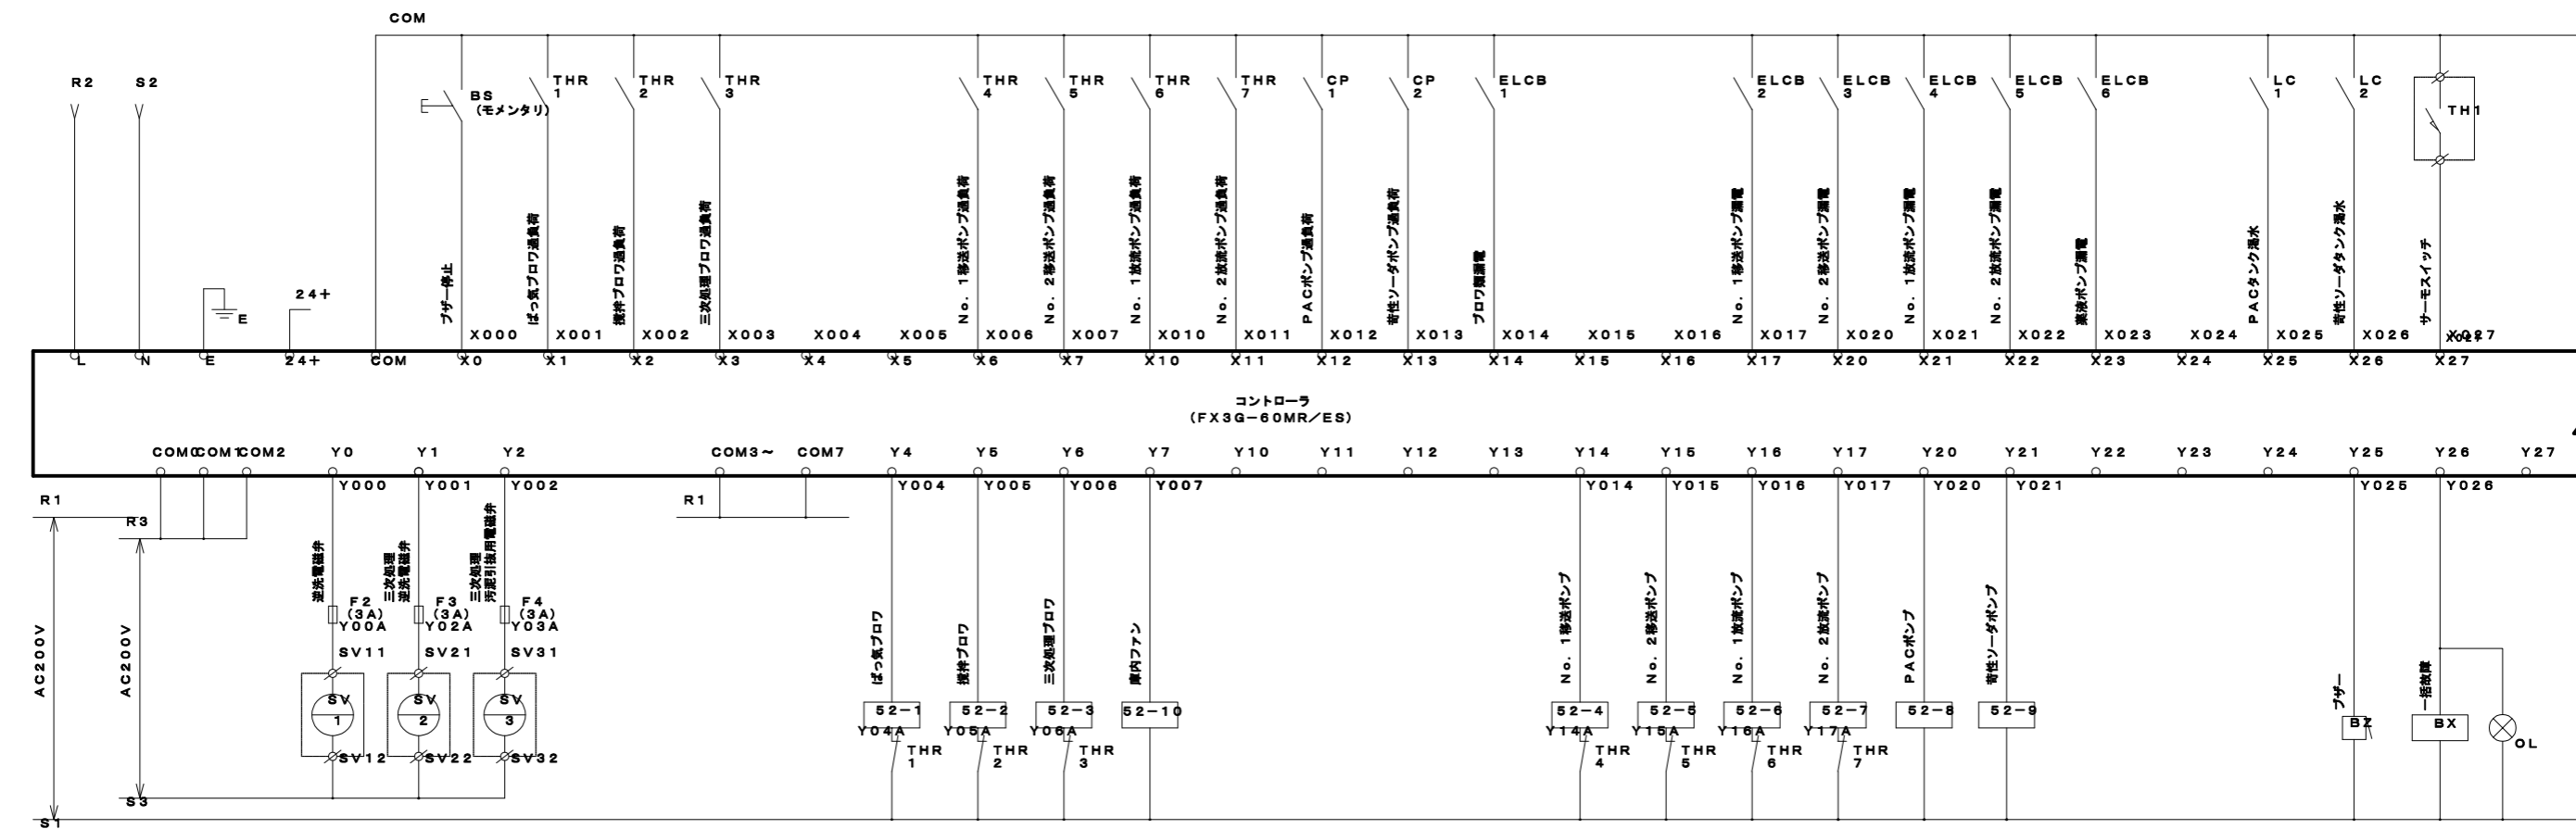 COM
R2
S2
BS
(モメンタリ)
THR
1
THR
2
THR
3
THR
4
THR
5
THR
6
THR
7
CP
1
CP
2
ELCB
1
ELCB
2
ELCB
3
ELCB
4
ELCB
5
ELCB
6
LC
1
LC
2
TH1
ブザー停止
ばっ気ブロワ過負荷
撹拌ブロワ過負荷
三次処理ブロワ過負荷
No.1移送ポンプ過負荷
No.2移送ポンプ過負荷
No.1放流ポンプ過負荷
No.2放流ポンプ過負荷
PACポンプ過負荷
苛性ソーダポンプ過負荷
ブロワ類漏電
No.1移送ポンプ漏電
No.2移送ポンプ漏電
No.1放流ポンプ漏電
No.2放流ポンプ漏電
薬液ポンプ漏電
PACタンク渇水
苛性ソーダタンク渇水
サーモスイッチ
24+
E
X000 X001 X002 X003 X004 X005 X006 X007 X010 X011 X012 X013 X014 X015 X016 X017 X020 X021 X022 X023 X024 X025 X026 X027
X027
L N E 24+ COM X0 X1 X2 X3 X4 X5 X6 X7 X10 X11 X12 X13 X14 X15 X16 X17 X20 X21 X22 X23 X24 X25 X26 X27
コントローラ
(FX3G-60MR/ES)
COM0 COM1 COM2 Y0 Y1 Y2 COM3~ COM7 Y4 Y5 Y6 Y7 Y10 Y11 Y12 Y13 Y14 Y15 Y16 Y17 Y20 Y21 Y22 Y23 Y24 Y25 Y26 Y27
Y000 Y001 Y002 Y004 Y005 Y006 Y007 Y014 Y015 Y016 Y017 Y020 Y021 Y025 Y026
R1
R3
R1
AC200V
AC200V
逆洗電磁弁
三次処理
逆洗電磁弁
三次処理
汚泥引抜用電磁弁
F2
(3A)
Y00A
F3
(3A)
Y02A
F4
(3A)
Y03A
SV11
SV21
SV31
SV
1
SV
2
SV
3
SV12
SV22
SV32
S3
S1
ばっ気ブロワ
撹拌ブロワ
三次処理ブロワ
庫内ファン
No.1移送ポンプ
No.2移送ポンプ
No.1放流ポンプ
No.2放流ポンプ
PACポンプ
苛性ソーダポンプ
ブザー
一括故障
52-1
52-2
52-3
52-10
52-4
52-5
52-6
52-7
52-8
52-9
BZ
BX
OL
Y04A
Y05A
Y06A
Y14A
Y15A
Y16A
Y17A
THR
1
THR
2
THR
3
THR
4
THR
5
THR
6
THR
7